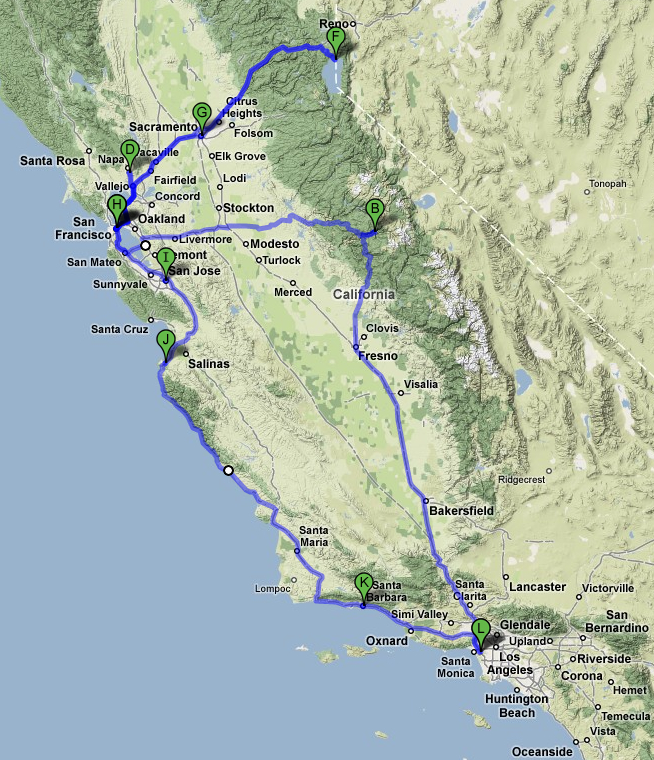 Reno
F
Citrus
Heights
G
Sacramento
Folsom
D
Santa Rosa
Napa
acaville
Elk Grove
Fairfield
Lodi
Vallejo
Tonopah
Concord
H
Stockton
B
Oakland
San
Francisco
Livermore
Modesto
San Mateo
I
emont
Turlock
San Jose
Sunnyvale
Merced
California
Santa Cruz
Clovis
J
Fresno
Salinas
Visalia
Ridgecrest
Bakersfield
Santa
Maria
K
Lompoc
Santa
Barbara
Santa
Clarita
Lancaster
Victorville
Simi Valley
L
Glendale
San
Bernardino
Oxnard
Upland
Los
Angeles
Riverside
Santa
Monica
Corona
Hemet
Huntington
Beach
Temecula
Vista
Oceanside